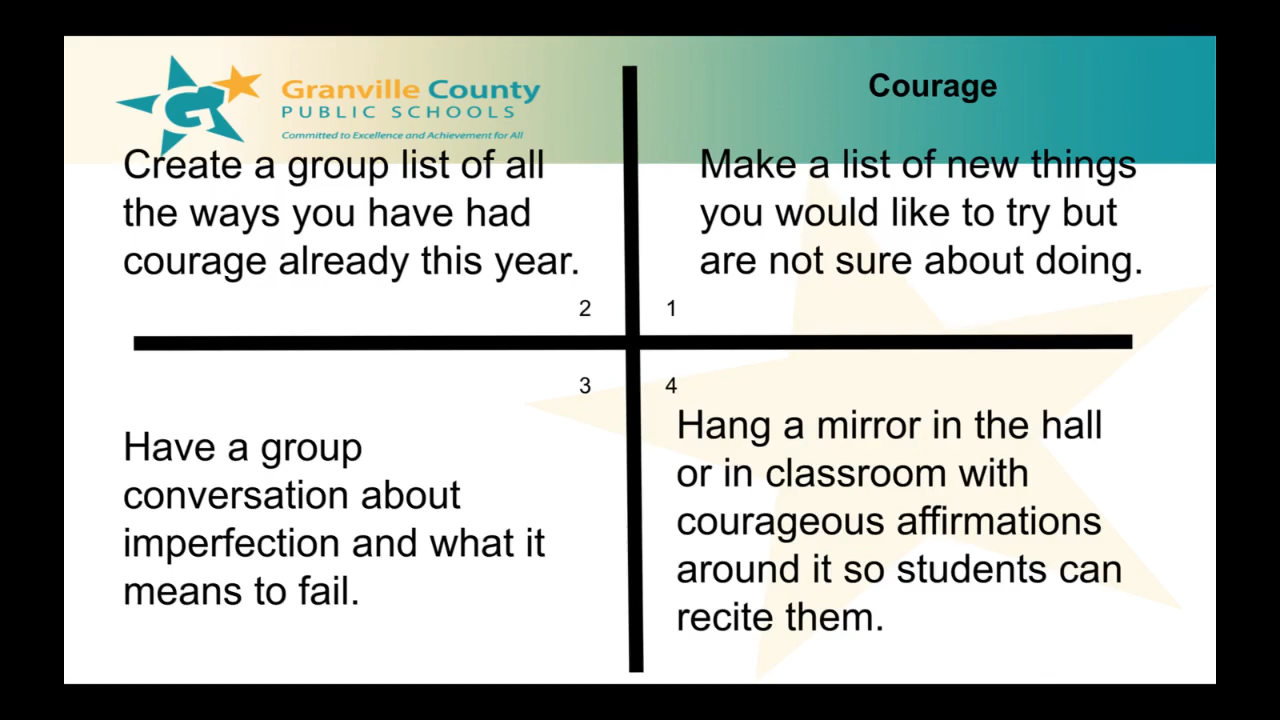 Granville County
PUBLIC SCHOOLS
Committed to Excellence and Achievement for All
Courage
Create a group list of all
the ways you have had
courage already this year.
2
Make a list of new things
you would like to try but
are not sure about doing.
1
3
Have a group
conversation about
imperfection and what it
means to fail.
4
Hang a mirror in the hall
or in classroom with
courageous affirmations
around it so students can
recite them.